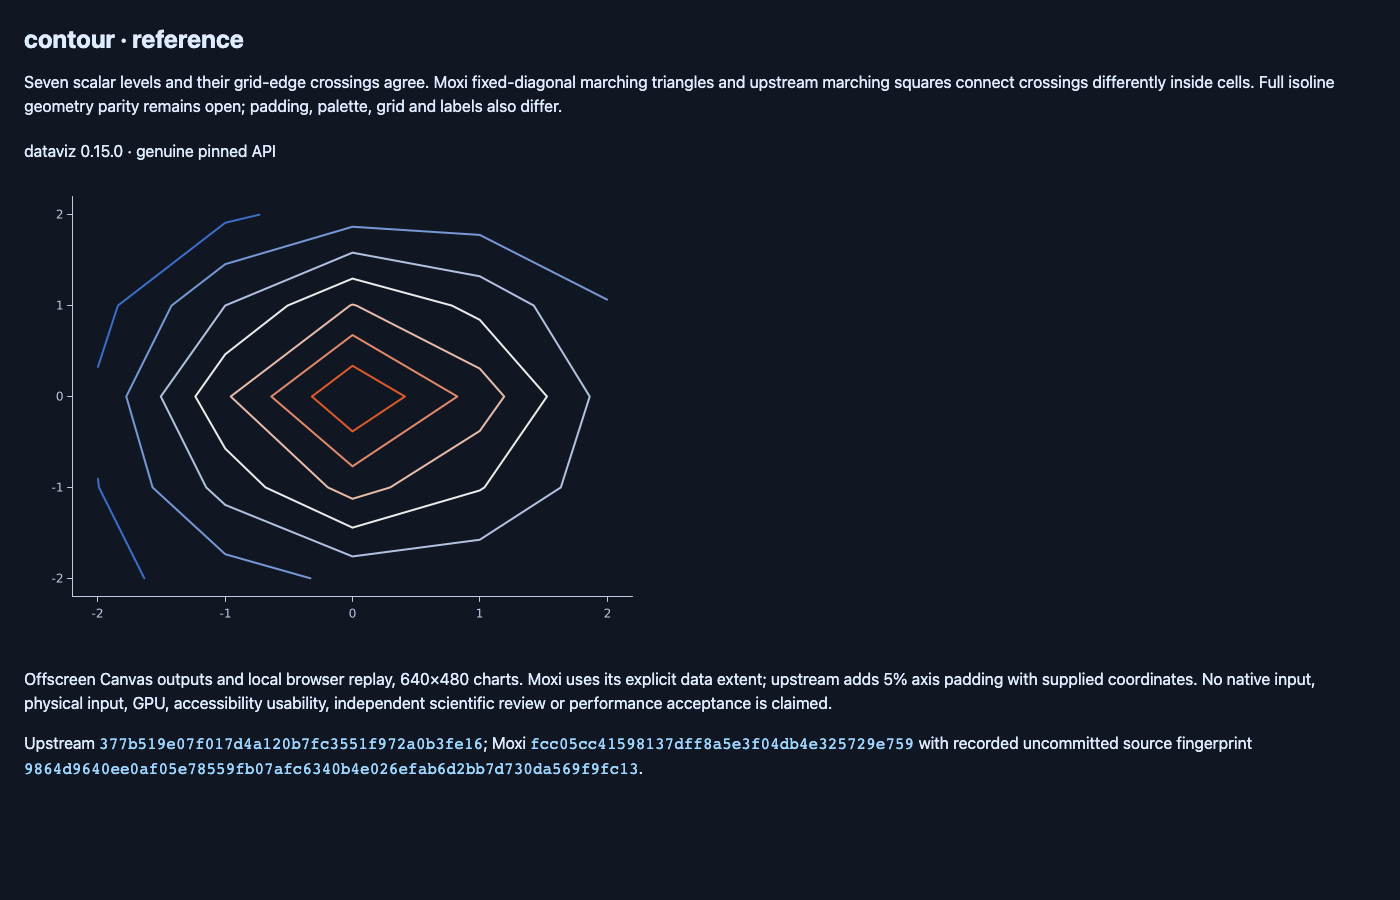 contour · reference
Seven scalar levels and their grid-edge crossings agree. Moxi fixed-diagonal marching triangles and upstream marching squares connect crossings differently inside cells. Full isoline
geometry parity remains open; padding, palette, grid and labels also differ.
dataviz 0.15.0 · genuine pinned API
2
1
0
-1
-2
-2 -1 0 1 2
Offscreen Canvas outputs and local browser replay, 640×480 charts. Moxi uses its explicit data extent; upstream adds 5% axis padding with supplied coordinates. No native input,
physical input, GPU, accessibility usability, independent scientific review or performance acceptance is claimed.
Upstream 377b519e07f017d4a120b7fc3551f972a0b3fe16; Moxi fcc05cc41598137dff8a5e3f04db4e325729e759 with recorded uncommitted source fingerprint
9864d9640ee0af05e78559fb07afc6340b4e026efab6d2bb7d730da569f9fc13.